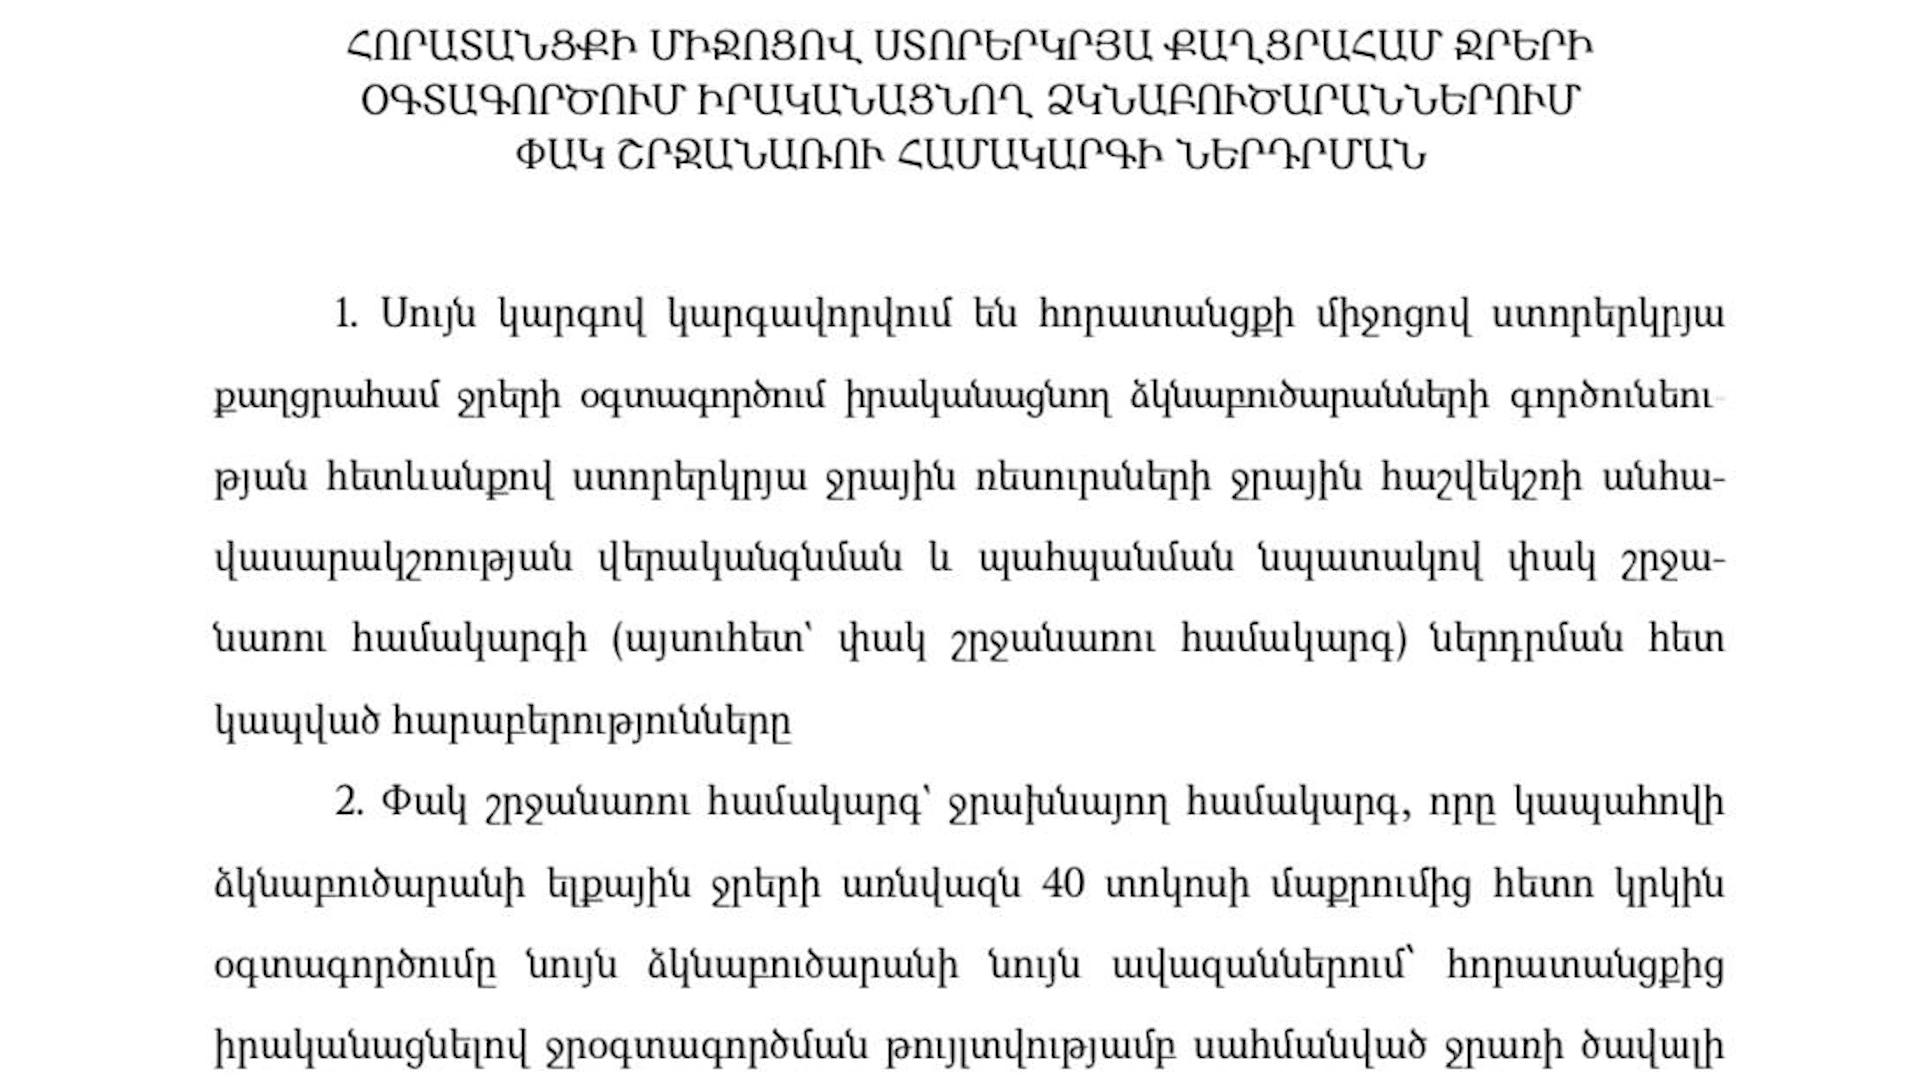 ՀՈՐԱՏԱՆՑՔԻ ՄԻՋՈՑՈՎ ՍՏՈՐԵՐԿՐՅԱ ՔԱՂՑՐԱՀԱՄ ՋՐԵՐԻ
ՕԳՏԱԳՈՐԾՈՒՄ ԻՐԱԿԱՆԱՑՆՈՂ ՁԿՆԱԲՈՒԾԱՐԱՆՆԵՐՈՒՄ
ՓԱԿ ՇՐՋԱՆԱՌՈՒ ՀԱՄԱԿԱՐԳԻ ՆԵՐԴՐՄԱՆ
1. Սույն կարգով կարգավորվում են հորատանցքի միջոցով ստորերկրյա
քաղցրահամ ջրերի օգտագործում իրականացնող ձկնաբուծարանների գործունեու-
թյան հետևանքով ստորերկրյա ջրային ռեսուրսների ջրային հաշվեկշռի անհա-
վասարակշռության վերականգնման և պահպանման նպատակով փակ շրջա-
նառու համակարգի (այսուհետ՝ փակ շրջանառու համակարգ) ներդրման հետ
կապված հարաբերությունները
2. Փակ շրջանառու համակարգ՝ ջրախնայող համակարգ, որը կապահովի
ձկնաբուծարանի ելքային ջրերի առնվազն 40 տոկոսի մաքրումից հետո կրկին
օգտագործումը նույն ձկնաբուծարանի նույն ավազաններում՝ հորատանցքից
իրականացնելով ջրօգտագործման թույլտվությամբ սահմանված ջրառի ծավալի